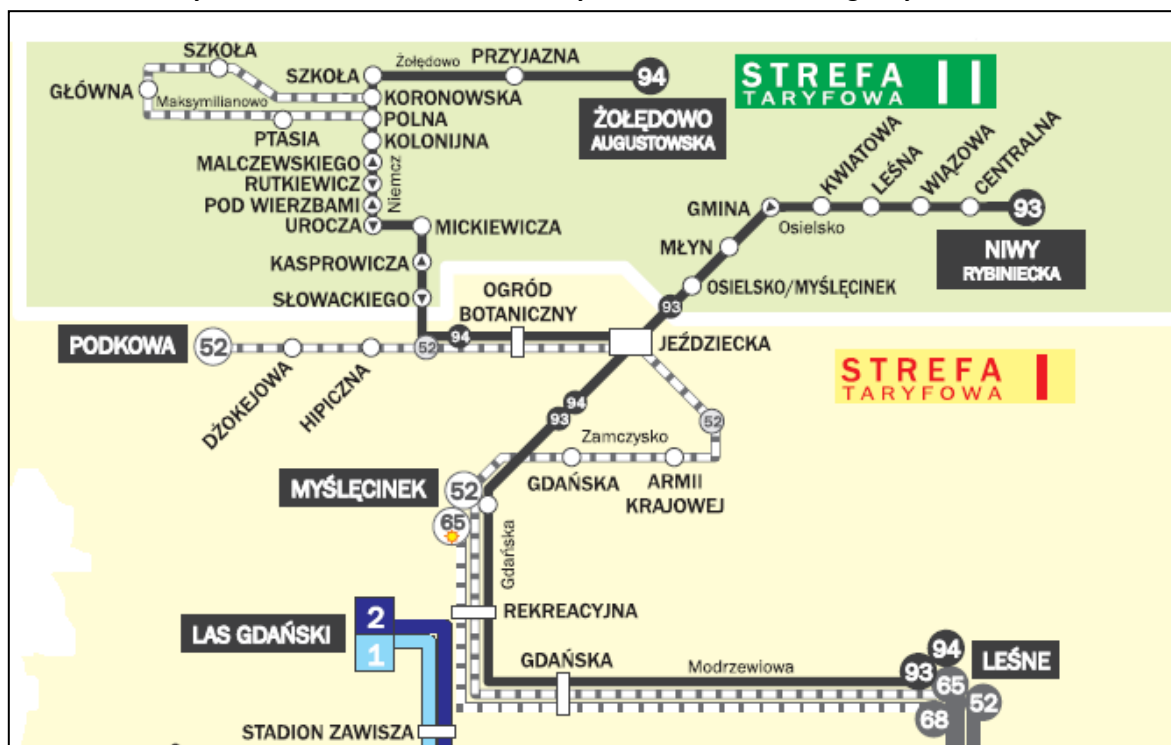 SZKOŁA
GŁÓWNA
Maksymilianowo
PTASIA
SZKOŁA
Żołędowo
PRZYJAZNA
94
ŻOŁĘDOWO
AUGUSTOWSKA
STREFA II
TARYFOWA
KORONOWSKA
POLNA
KOLONIJNA
MALCZEWSKIEGO
RUTKIEWICZ
POD WIERZBAMI
UROCZA
Niemcz
MICKIEWICZA
KASPROWICZA
SŁOWACKIEGO
GMINA
KWIATOWA
LEŚNA
WIĄZOWA
CENTRALNA
93
Osielsko
NIWY
RYBINIECKA
MŁYN
OSIELSKO/MYŚLĘCINEK
93
OGRÓD
BOTANICZNY
PODKOWA
52
DŻOKEJOWA
HIPICZNA
52
94
JEŹDZIECKA
STREFA I
TARYFOWA
94
93
52
Zamczysko
GDAŃSKA
ARMII
KRAJOWEJ
MYŚLĘCINEK
52
65
Gdańska
REKREACYJNA
LAS GDAŃSKI
2
1
GDAŃSKA
Modrzewiowa
94
93
LEŚNE
65
52
68
STADION ZAWISZA